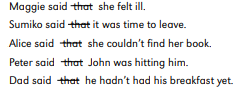 Maggie said that she felt ill.
Sumiko said that it was time to leave.
Alice said that she couldn't find her book.
Peter said that John was hitting him.
Dad said that he hadn't had his breakfast yet.